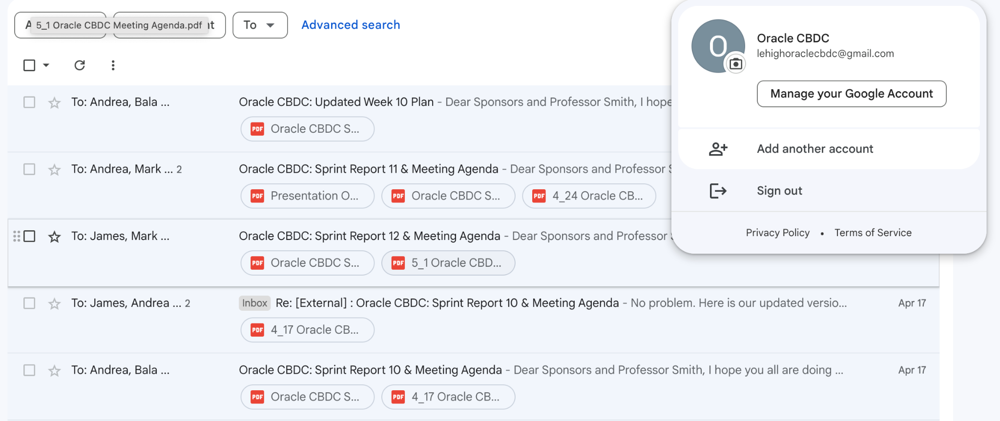 A
5_1 Oracle CBDC Meeting Agenda.pdf
nt
To
Advanced search
Oracle CBDC
lehighoraclecbdc@gmail.com
Manage your Google Account
Add another account
Sign out
Privacy Policy • Terms of Service
To: Andrea, Bala ...
Oracle CBDC: Updated Week 10 Plan - Dear Sponsors and Professor Smith, I hope
PDF Oracle CBDC S...
To: Andrea, Mark ... 2
Oracle CBDC: Sprint Report 11 & Meeting Agenda - Dear Sponsors and Professor S
PDF Presentation O...
PDF Oracle CBDC S...
PDF 4_24 Oracle CB...
To: James, Mark ...
Oracle CBDC: Sprint Report 12 & Meeting Agenda - Dear Sponsors and Professor
PDF Oracle CBDC S...
PDF 5_1 Oracle CBD...
To: James, Andrea ... 2
Inbox Re: [External] : Oracle CBDC: Sprint Report 10 & Meeting Agenda - No problem. Here is our updated versio...
Apr 17
PDF 4_17 Oracle CB...
To: Andrea, Bala ...
Oracle CBDC: Sprint Report 10 & Meeting Agenda - Dear Sponsors and Professor Smith, I hope you all are doing ...
Apr 17
PDF Oracle CBDC S...
PDF 4_17 Oracle CB...